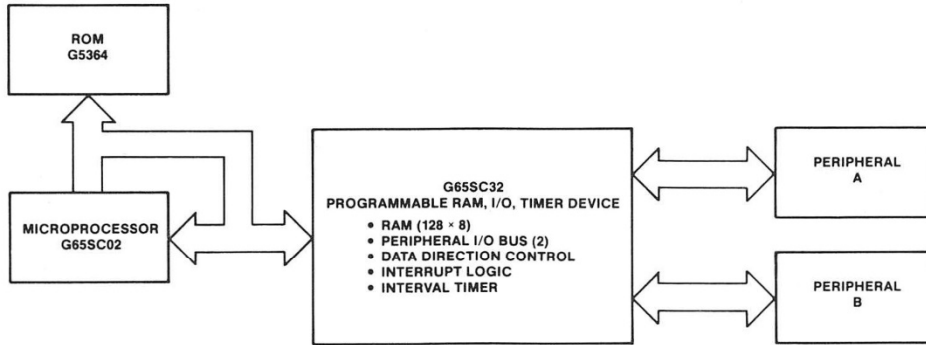 ROM
G5364
MICROPROCESSOR
G65SC02
G65SC32
PROGRAMMABLE RAM, I/O, TIMER DEVICE
• RAM (128 × 8)
• PERIPHERAL I/O BUS (2)
• DATA DIRECTION CONTROL
• INTERRUPT LOGIC
• INTERVAL TIMER
PERIPHERAL
A
PERIPHERAL
B